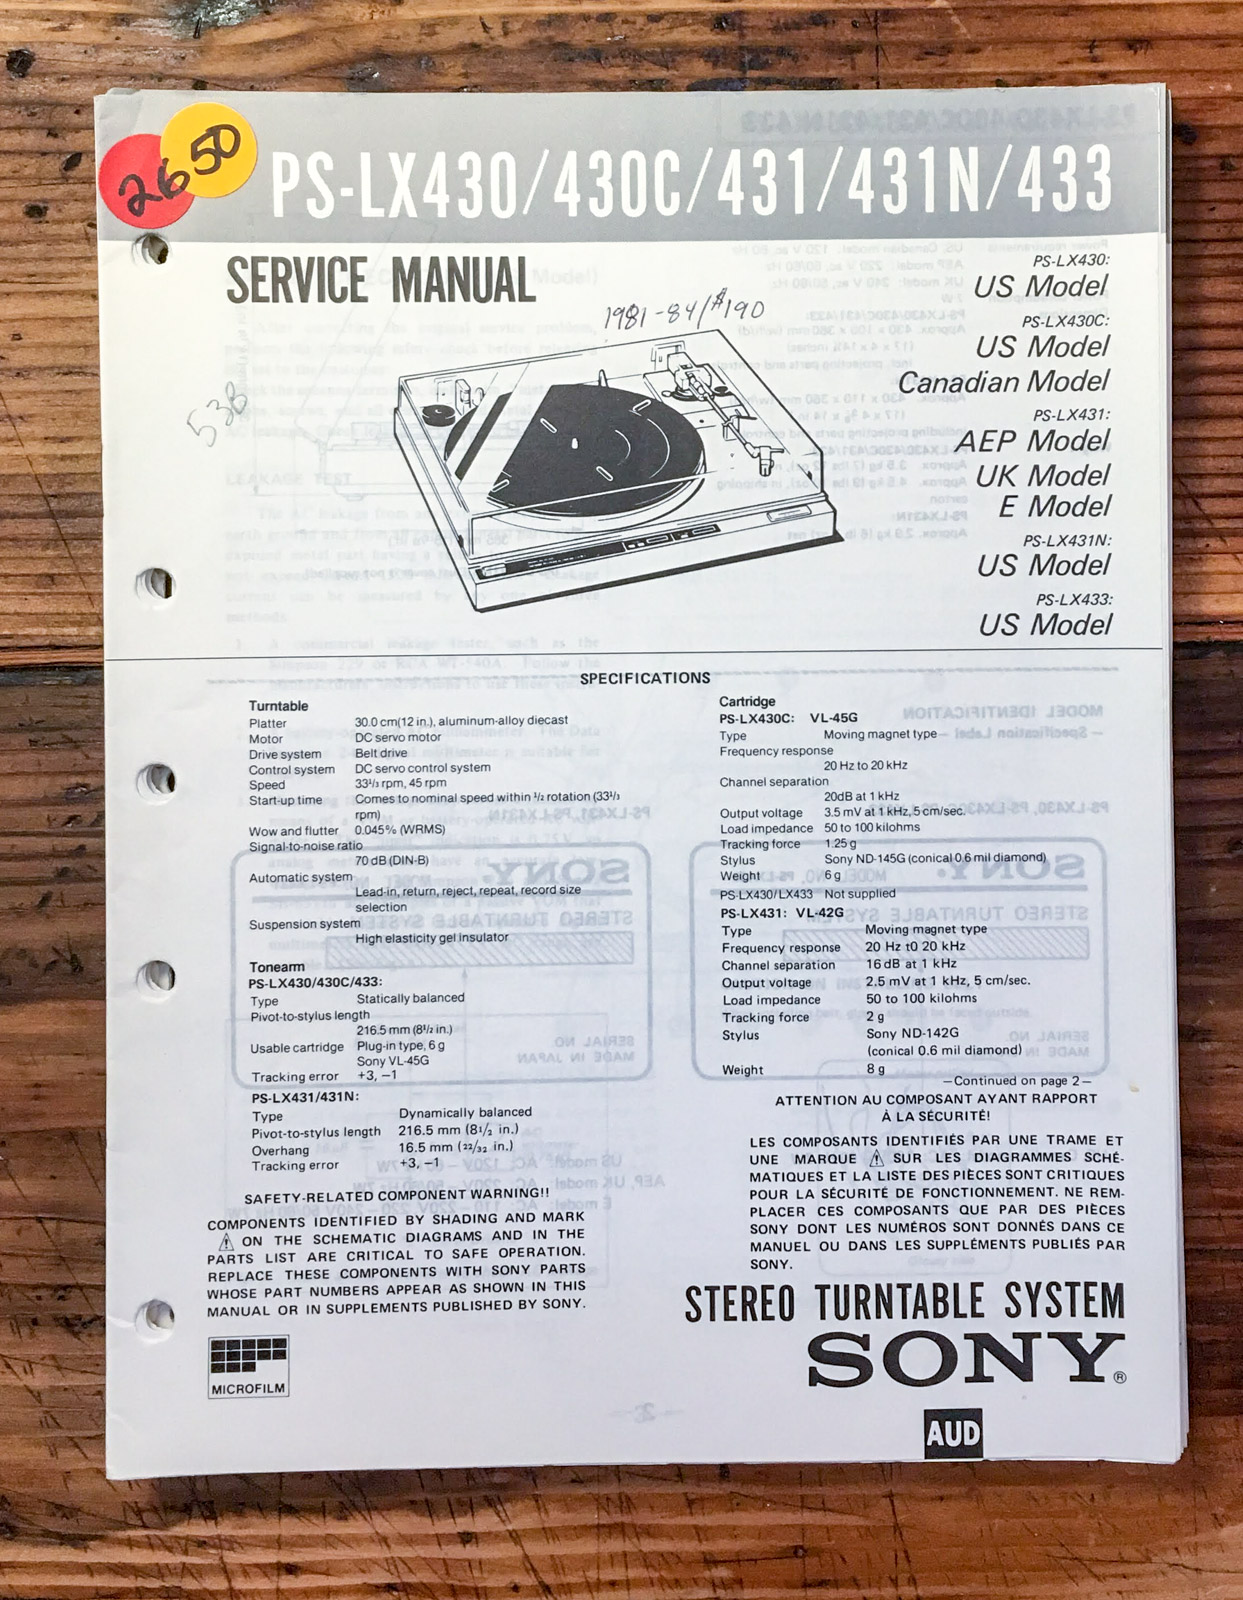 2650
PS-LX430/430C/431/431N/433
SERVICE MANUAL
1981-84/$190
538
PS-LX430:
US Model
PS-LX430C:
US Model
Canadian Model
PS-LX431:
AEP Model
UK Model
E Model
PS-LX431N:
US Model
PS-LX433:
US Model
SPECIFICATIONS
Turntable
Platter 30.0 cm(12 in.), aluminum-alloy diecast
Motor DC servo motor
Drive system Belt drive
Control system DC servo control system
Speed 33 1/3 rpm, 45 rpm
Start-up time Comes to nominal speed within 1/2 rotation (33 1/3
rpm)
Wow and flutter 0.045% (WRMS)
Signal-to-noise ratio
70 dB (DIN-B)
Automatic system
Lead-in, return, reject, repeat, record size
selection
Suspension system
High elasticity gel insulator
Tonearm
PS-LX430/430C/433:
Type Statically balanced
Pivot-to-stylus length
216.5 mm (8 1/2 in.)
Usable cartridge Plug-in type, 6 g
Sony VL-45G
Tracking error +3, −1
PS-LX431/431N:
Type Dynamically balanced
Pivot-to-stylus length 216.5 mm (8 1/2 in.)
Overhang 16.5 mm (22/32 in.)
Tracking error +3, −1
SAFETY-RELATED COMPONENT WARNING!!
COMPONENTS IDENTIFIED BY SHADING AND MARK
⚠ ON THE SCHEMATIC DIAGRAMS AND IN THE
PARTS LIST ARE CRITICAL TO SAFE OPERATION.
REPLACE THESE COMPONENTS WITH SONY PARTS
WHOSE PART NUMBERS APPEAR AS SHOWN IN THIS
MANUAL OR IN SUPPLEMENTS PUBLISHED BY SONY.
MICROFILM
Cartridge
PS-LX430C: VL-45G
Type Moving magnet type
Frequency response
20 Hz to 20 kHz
Channel separation
20dB at 1 kHz
Output voltage 3.5 mV at 1 kHz, 5 cm/sec.
Load impedance 50 to 100 kilohms
Tracking force 1.25 g
Stylus Sony ND-145G (conical 0.6 mil diamond)
Weight 6 g
PS-LX430/LX433 Not supplied
PS-LX431: VL-42G
Type Moving magnet type
Frequency response 20 Hz t0 20 kHz
Channel separation 16 dB at 1 kHz
Output voltage 2.5 mV at 1 kHz, 5 cm/sec.
Load impedance 50 to 100 kilohms
Tracking force 2 g
Stylus Sony ND-142G
(conical 0.6 mil diamond)
Weight 8 g
—Continued on page 2—
ATTENTION AU COMPOSANT AYANT RAPPORT
À LA SÉCURITÉ!
LES COMPOSANTS IDENTIFIÉS PAR UNE TRAME ET
UNE MARQUE ⚠ SUR LES DIAGRAMMES SCHÉ-
MATIQUES ET LA LISTE DES PIÈCES SONT CRITIQUES
POUR LA SÉCURITÉ DE FONCTIONNEMENT. NE REM-
PLACER CES COMPOSANTS QUE PAR DES PIÈCES
SONY DONT LES NUMÉROS SONT DONNÉS DANS CE
MANUEL OU DANS LES SUPPLÉMENTS PUBLIÉS PAR
SONY.
STEREO TURNTABLE SYSTEM
SONY®
AUD